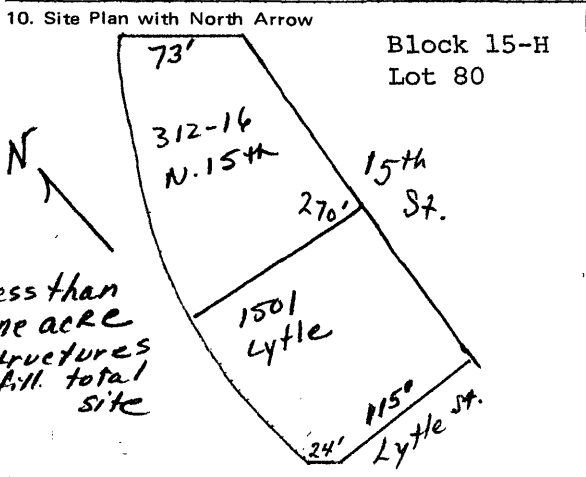 10. Site Plan with North Arrow
Block 15-H
Lot 80
73'
312-16
N. 15th
N
15th
St.
270'
ess than
ne acre
tructures
fill total
site
1501
Lytle
115'
Lytle St.
24'